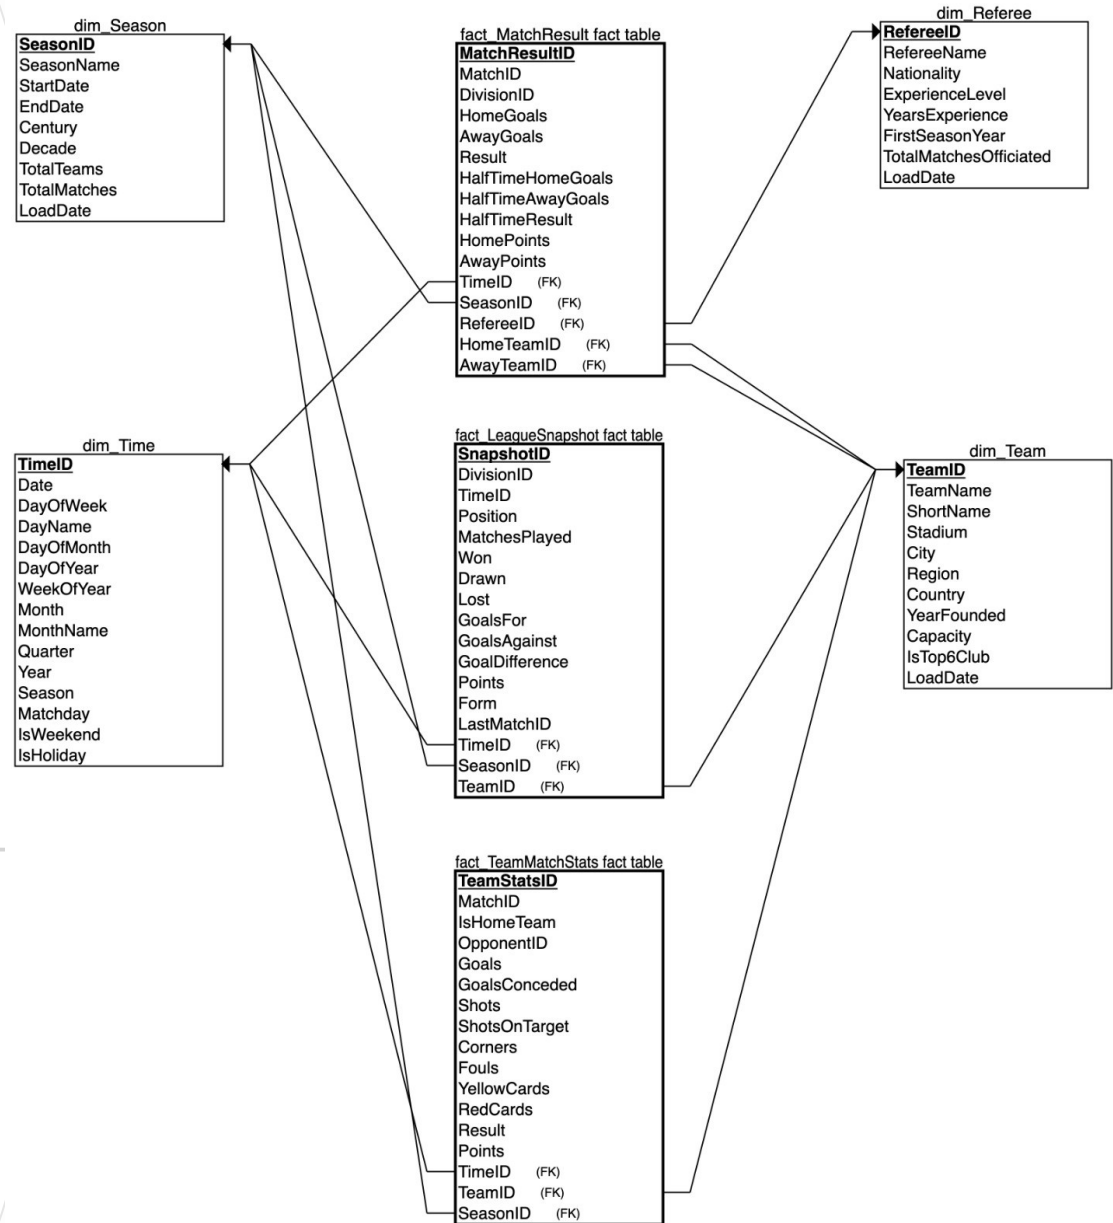 dim_Season
SeasonID
SeasonName
StartDate
EndDate
Century
Decade
TotalTeams
TotalMatches
LoadDate
fact_MatchResult fact table
MatchResultID
MatchID
DivisionID
HomeGoals
AwayGoals
Result
HalfTimeHomeGoals
HalfTimeAwayGoals
HalfTimeResult
HomePoints
AwayPoints
TimeID (FK)
SeasonID (FK)
RefereeID (FK)
HomeTeamID (FK)
AwayTeamID (FK)
dim_Referee
RefereeID
RefereeName
Nationality
ExperienceLevel
YearsExperience
FirstSeasonYear
TotalMatchesOfficiated
LoadDate
dim_Time
TimeID
Date
DayOfWeek
DayName
DayOfMonth
DayOfYear
WeekOfYear
Month
MonthName
Quarter
Year
Season
Matchday
IsWeekend
IsHoliday
fact_LeagueSnapshot fact table
SnapshotID
DivisionID
TimeID
Position
MatchesPlayed
Won
Drawn
Lost
GoalsFor
GoalsAgainst
GoalDifference
Points
Form
LastMatchID
TimeID (FK)
SeasonID (FK)
TeamID (FK)
dim_Team
TeamID
TeamName
ShortName
Stadium
City
Region
Country
YearFounded
Capacity
IsTop6Club
LoadDate
fact_TeamMatchStats fact table
TeamStatsID
MatchID
IsHomeTeam
OpponentID
Goals
GoalsConceded
Shots
ShotsOnTarget
Corners
Fouls
YellowCards
RedCards
Result
Points
TimeID (FK)
TeamID (FK)
SeasonID (FK)